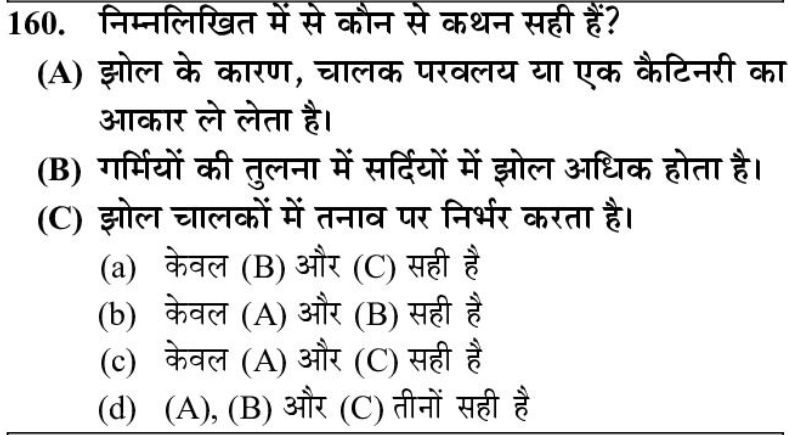 160. निम्नलिखित में से कौन से कथन सही हैं?
(A) झोल के कारण, चालक परवलय या एक कैटिनरी का
आकार ले लेता है।
(B) गर्मियों की तुलना में सर्दियों में झोल अधिक होता है।
(C) झोल चालकों में तनाव पर निर्भर करता है।
(a) केवल (B) और (C) सही है
(b) केवल (A) और (B) सही है
(c) केवल (A) और (C) सही है
(d) (A), (B) और (C) तीनों सही है